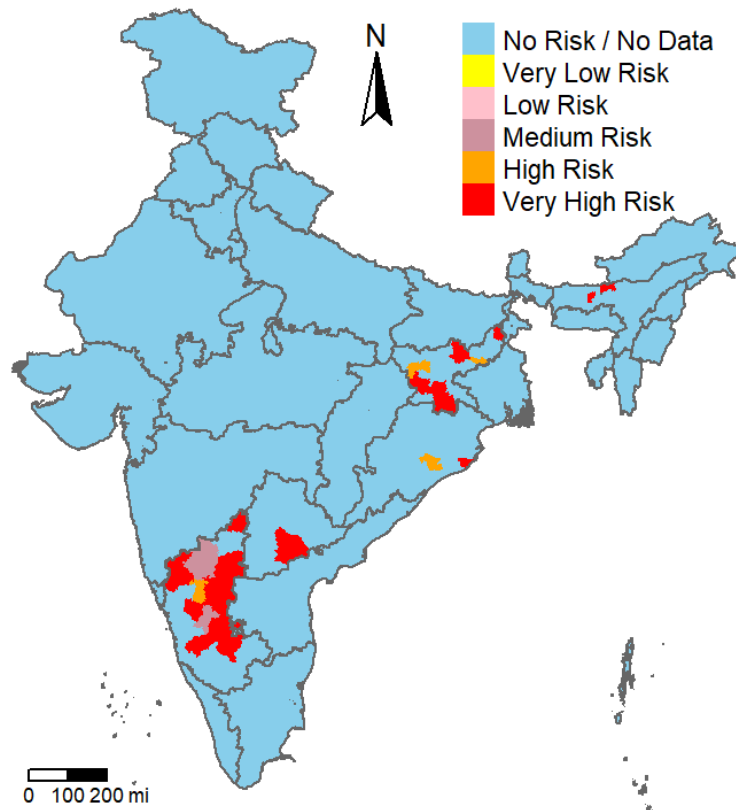 N
No Risk / No Data
Very Low Risk
Low Risk
Medium Risk
High Risk
Very High Risk
0 100 200 mi